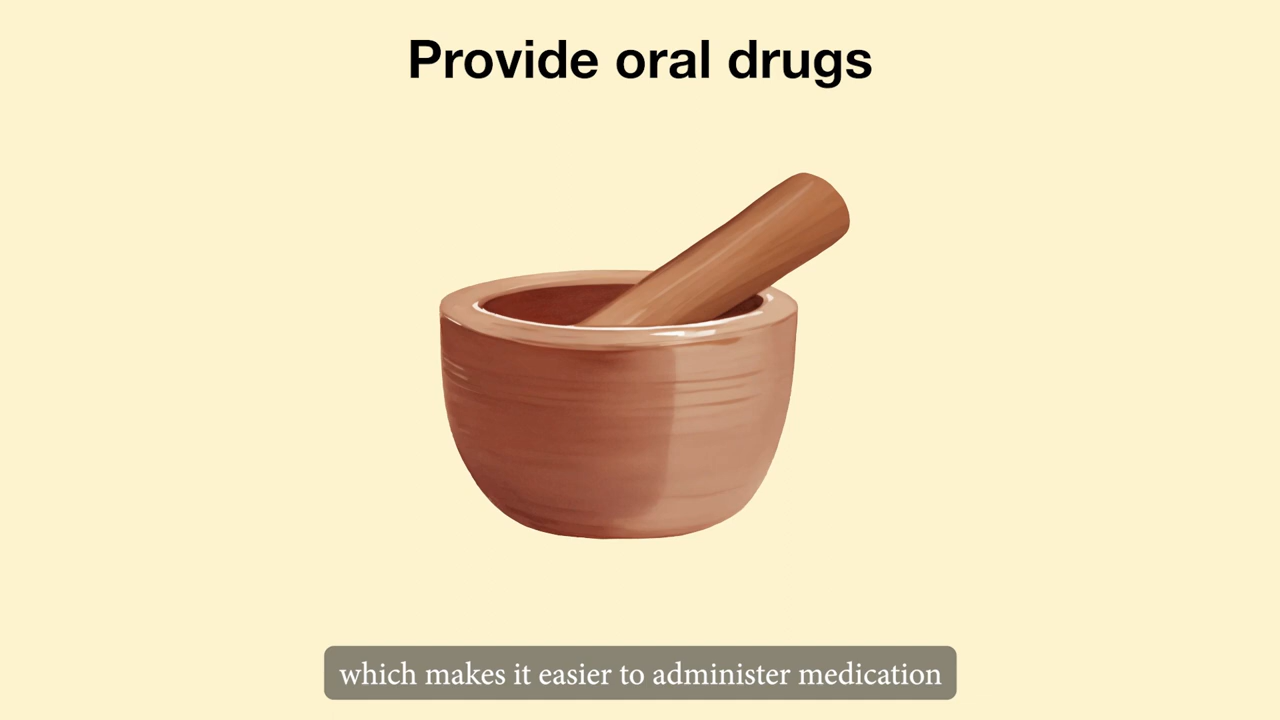 Provide oral drugs
which makes it easier to administer medication